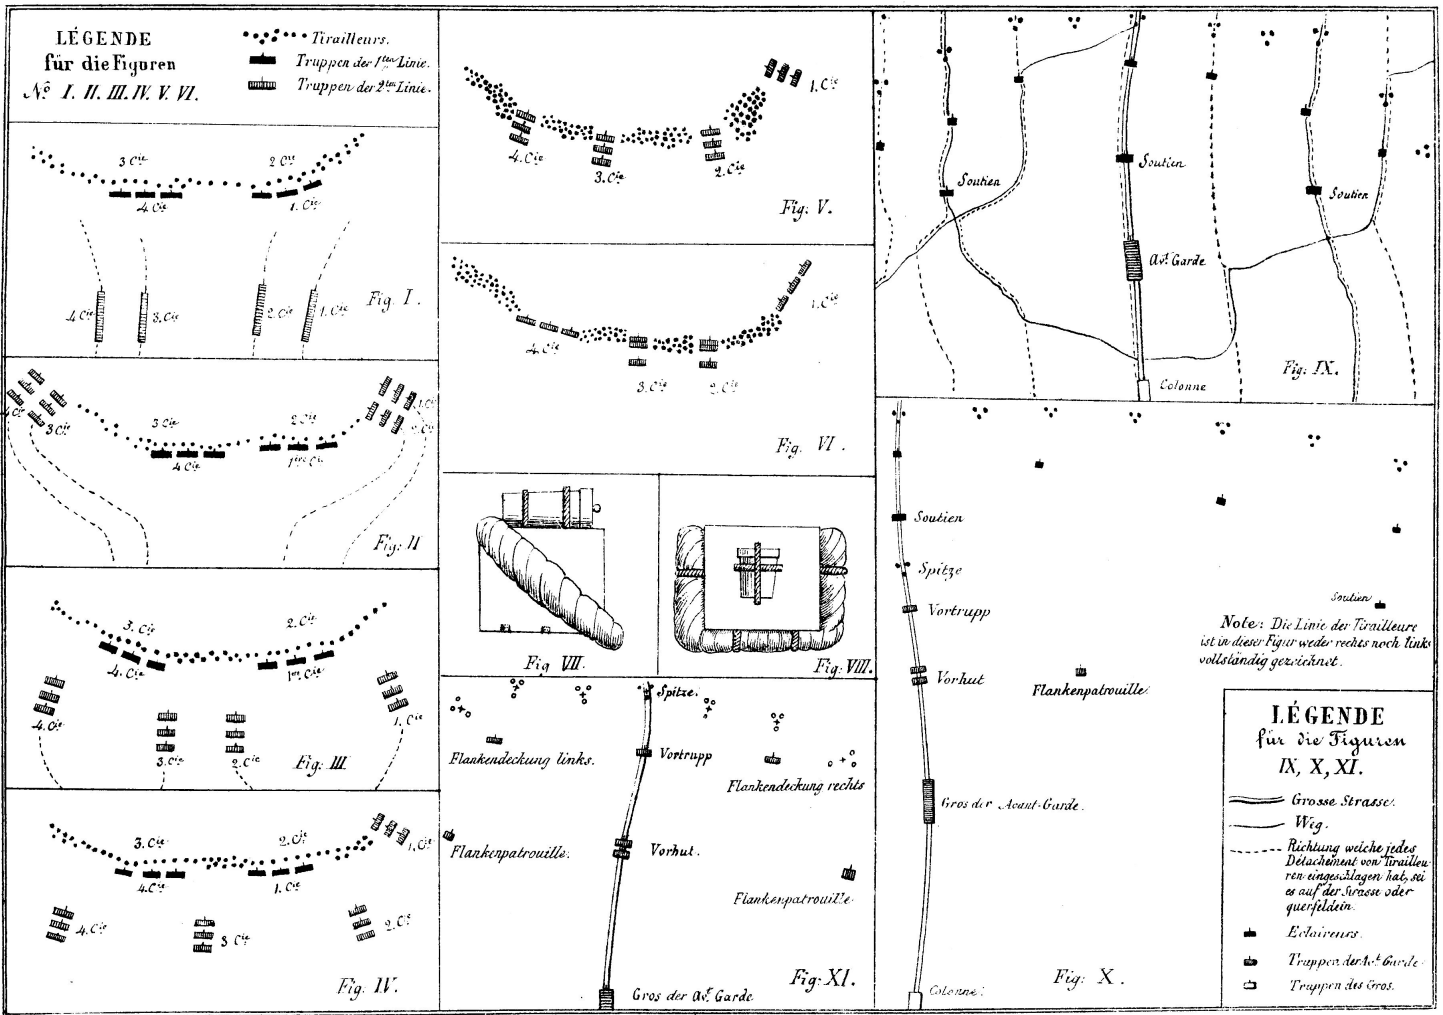 LÉGENDE
für die Figuren
Nº I. II. III. IV. V. VI.
Tirailleurs.
Truppen der 1ten Linie.
Truppen der 2ten Linie.
3 Cie
2 Cie
4. Cie
1. Cie
4 Cie
3. Cie
2. Cie
1. Cie
Fig. I.
3 Cie
3 Cie
4 Cie
2 Cie
1ère Cie
1. Cie
2. Cie
Fig: II
3. Cie
2. Cie
4. Cie
1re Cie
4. Cie
3. Cie
2. Cie
1. Cie
Fig: III
3. Cie
2. Cie
1. Cie
4. Cie
1. Cie
4. Cie
3 Cie
2. Cie
Fig: IV.
1. Cie
4. Cie
3. Cie
2. Cie
Fig: V.
1. Cie
4. Cie
3. Cie
2. Cie
Fig: VI.
Fig VII.
Fig: VIII.
Spitze.
Flankendeckung links.
Vortrupp
Flankendeckung rechts
Flankenpatrouille.
Vorhut.
Flankenpatrouille.
Fig: XI.
Gros der Avt. Garde
Soutien
Soutien
Soutien
Avt. Garde
Colonne
Fig: IX.
Soutien
Spitze
Vortrupp
Vorhut
Flankenpatrouille.
Gros der Avant-Garde.
Colonne.
Fig: X.
Soutien
Note: Die Linie der Tirailleure
ist in dieser Figur weder rechts noch links
vollständig gezeichnet.
LÉGENDE
für die Figuren
IX, X, XI.
Grosse Strasse.
Weg.
Richtung welche jedes
Détachement von Tirailleu-
ren eingeschlagen hat, sei
es auf der Strasse oder
querfeldein.
Eclaireurs.
Truppen der Avt. Garde.
Truppen des Gros.